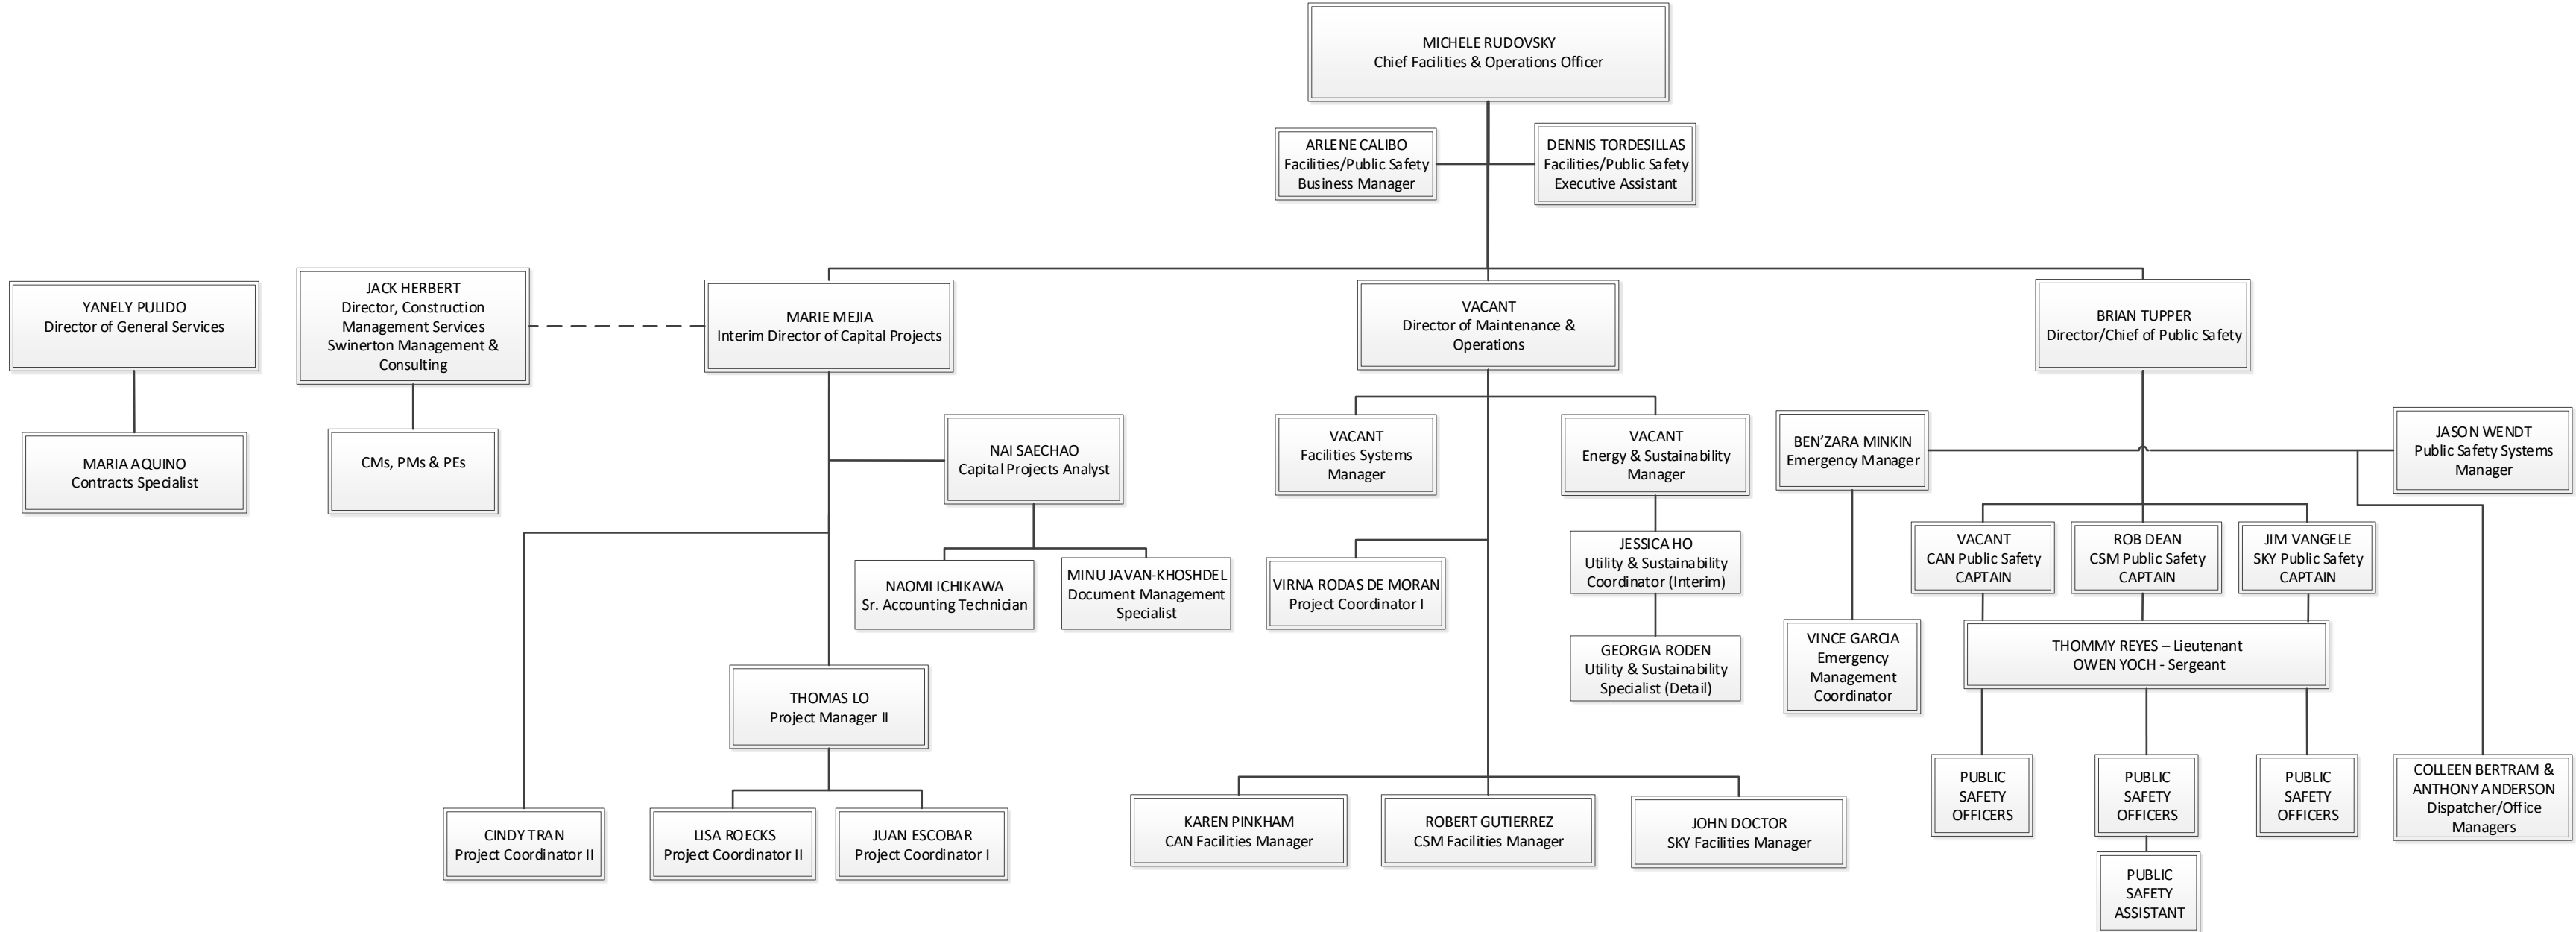 MICHELE RUDOVSKY
Chief Facilities & Operations Officer
ARLENE CALIBO
Facilities/Public Safety
Business Manager
DENNIS TORDESILLAS
Facilities/Public Safety
Executive Assistant
YANELY PULIDO
Director of General Services
JACK HERBERT
Director, Construction
Management Services
Swinerton Management &
Consulting
MARIE MEJIA
Interim Director of Capital Projects
VACANT
Director of Maintenance &
Operations
BRIAN TUPPER
Director/Chief of Public Safety
MARIA AQUINO
Contracts Specialist
CMs, PMs & PEs
NAI SAECHAO
Capital Projects Analyst
VACANT
Facilities Systems
Manager
VACANT
Energy & Sustainability
Manager
BEN’ZARA MINKIN
Emergency Manager
JASON WENDT
Public Safety Systems
Manager
NAOMI ICHIKAWA
Sr. Accounting Technician
MINU JAVAN-KHOSHDEL
Document Management
Specialist
VIRNA RODAS DE MORAN
Project Coordinator I
JESSICA HO
Utility & Sustainability
Coordinator (Interim)
VACANT
CAN Public Safety
CAPTAIN
ROB DEAN
CSM Public Safety
CAPTAIN
JIM VANGELE
SKY Public Safety
CAPTAIN
GEORGIA RODEN
Utility & Sustainability
Specialist (Detail)
VINCE GARCIA
Emergency
Management
Coordinator
THOMMY REYES – Lieutenant
OWEN YOCH - Sergeant
THOMAS LO
Project Manager II
CINDY TRAN
Project Coordinator II
LISA ROECKS
Project Coordinator II
JUAN ESCOBAR
Project Coordinator I
KAREN PINKHAM
CAN Facilities Manager
ROBERT GUTIERREZ
CSM Facilities Manager
JOHN DOCTOR
SKY Facilities Manager
PUBLIC
SAFETY
OFFICERS
PUBLIC
SAFETY
OFFICERS
PUBLIC
SAFETY
OFFICERS
COLLEEN BERTRAM &
ANTHONY ANDERSON
Dispatcher/Office
Managers
PUBLIC
SAFETY
ASSISTANT